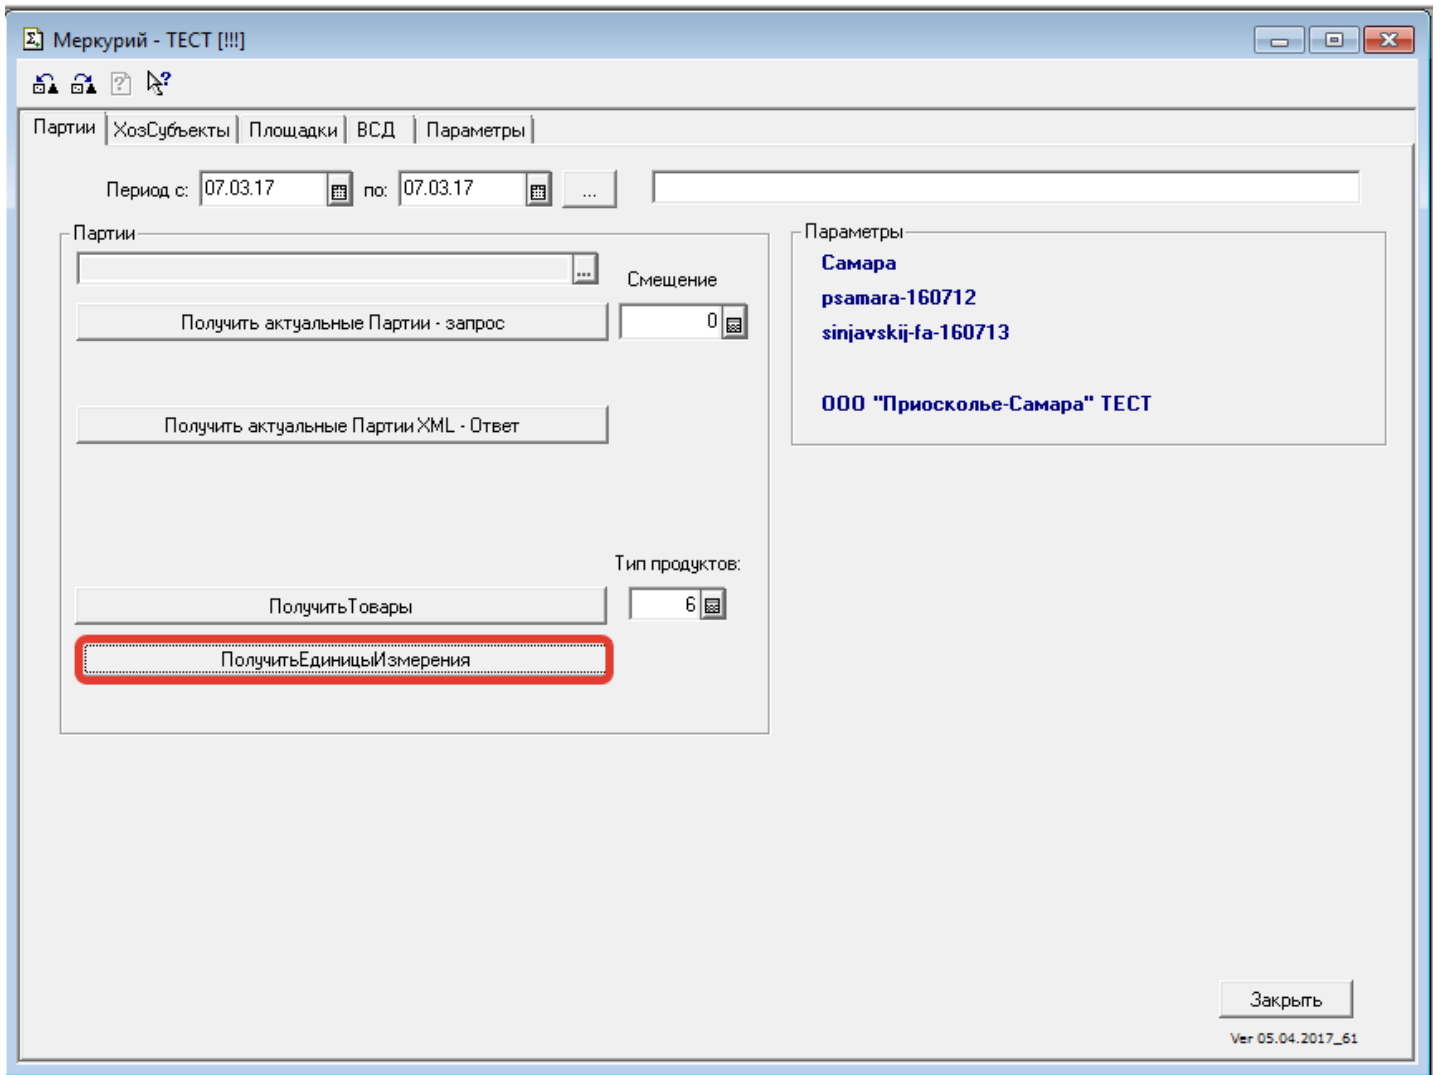 Меркурий - ТЕСТ [!!!]
Партии ХозСубъекты Площадки ВСД Параметры
Период с: 07.03.17 по: 07.03.17 ...
Партии
...
Смещение
Получить актуальные Партии - запрос 0
Получить актуальные Партии XML - Ответ
Тип продуктов:
ПолучитьТовары 6
ПолучитьЕдиницыИзмерения
Параметры
Самара
psamara-160712
sinjavskij-fa-160713
ООО "Приосколье-Самара" ТЕСТ
Закрыть
Ver 05.04.2017_61